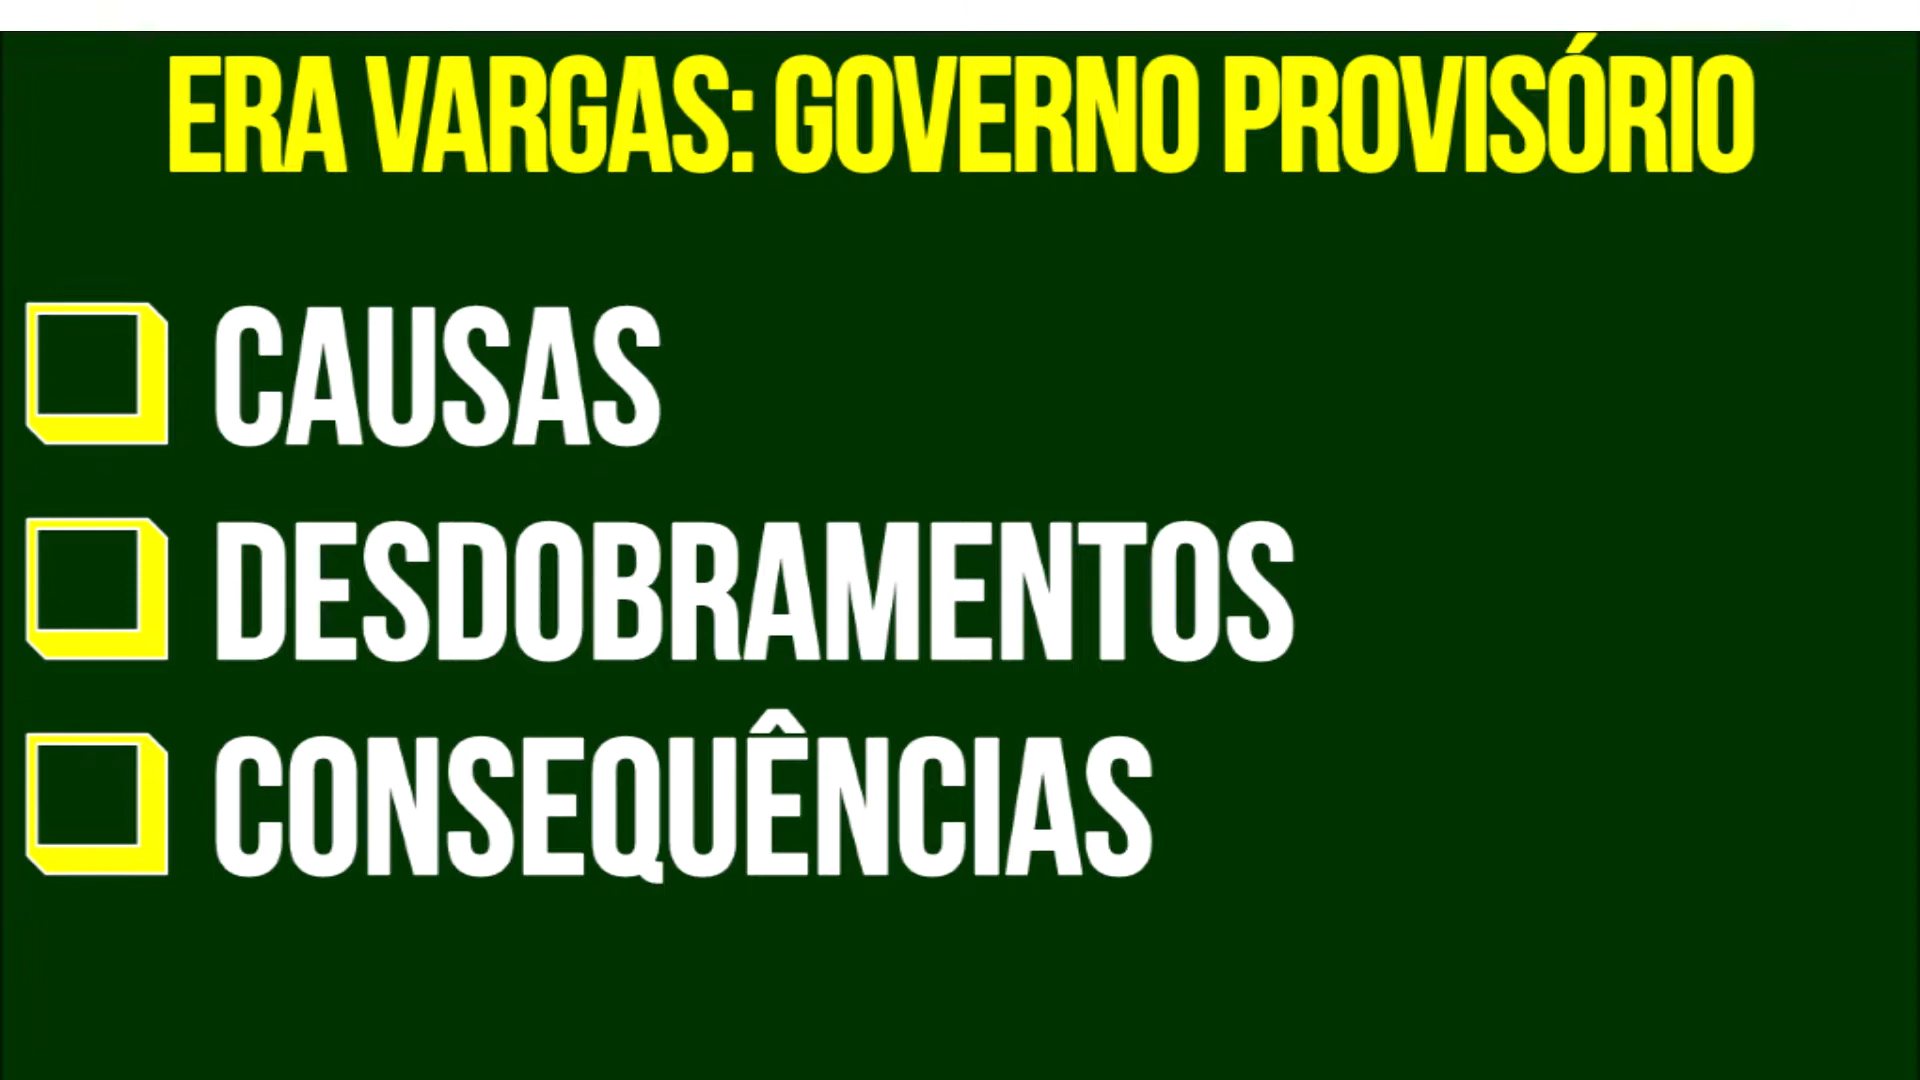 ERA VARGAS: GOVERNO PROVISÓRIO
CAUSAS
DESDOBRAMENTOS
CONSEQUÊNCIAS